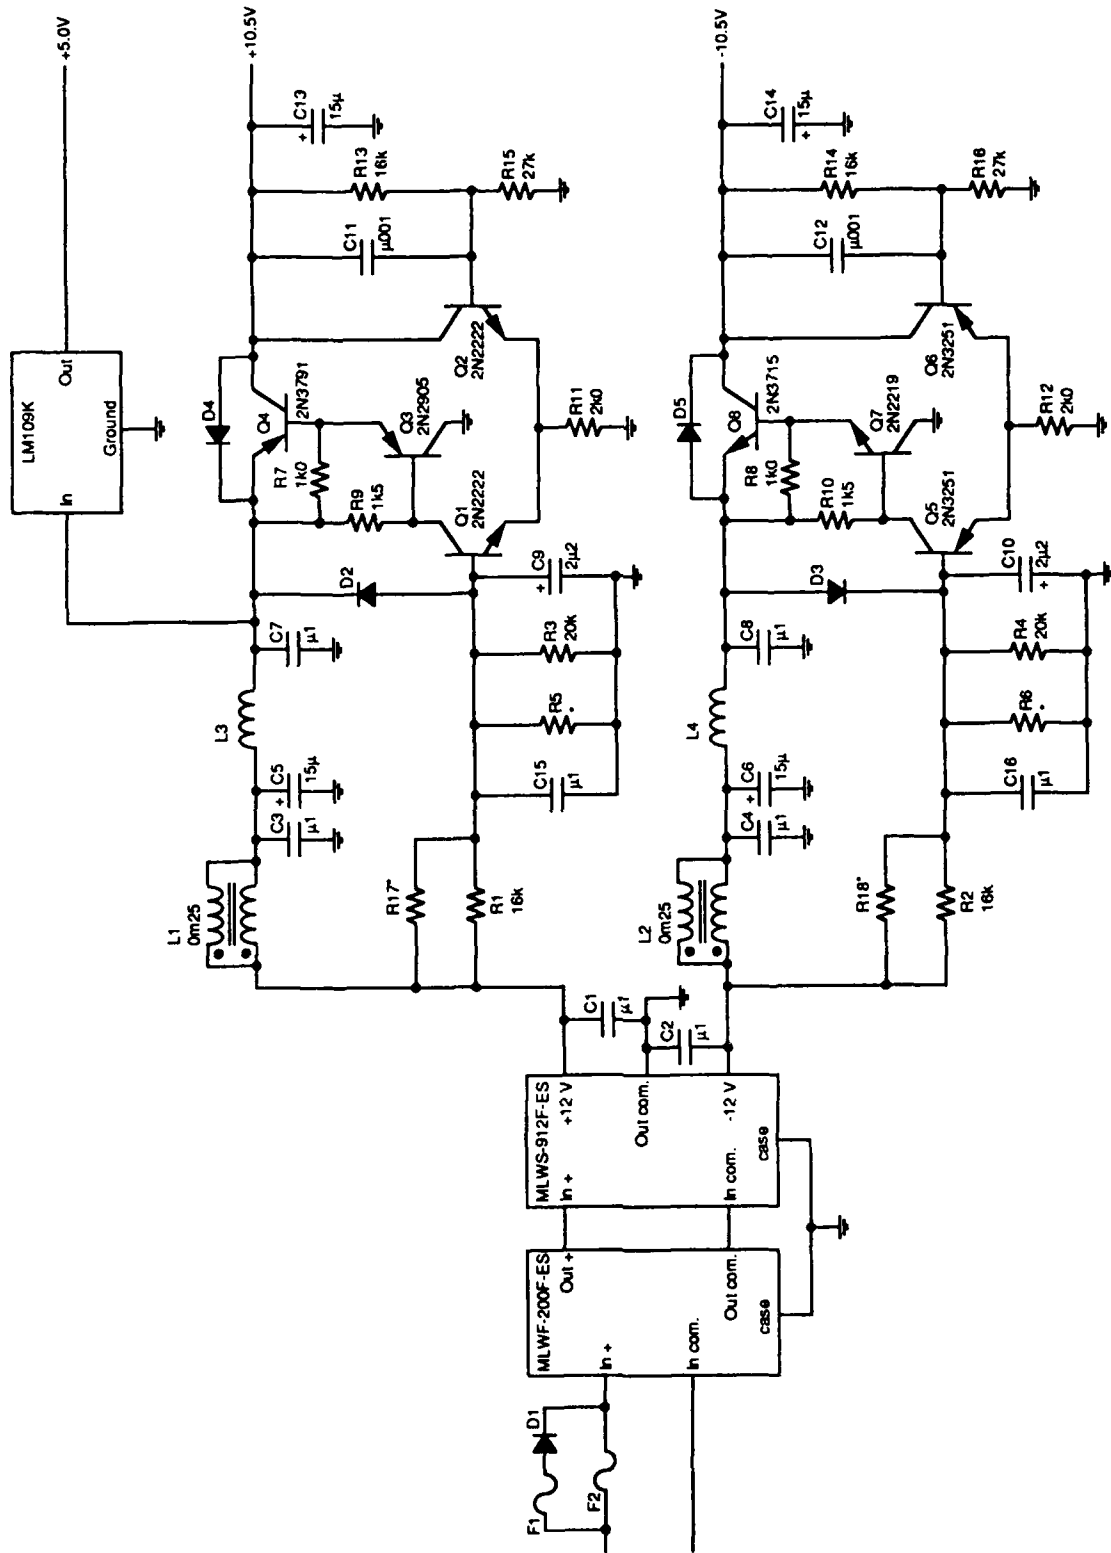 +5.0V
LM109K
In
Out
Ground
+10.5V
L1
0m25
C3
µ1
C5
+
15µ
L3
C7
µ1
D2
D4
Q4
2N3791
R7
1k0
R9
1k5
Q3
2N2905
Q1
2N2222
Q2
2N2222
C11
µ001
R13
16k
R15
27k
C13
+
15µ
R11
2k0
C9
+
2µ2
R3
20k
R5
*
C15
µ1
R17*
R1
16k
-10.5V
L2
0m25
C4
µ1
C6
+
15µ
L4
C8
µ1
D3
D5
Q8
2N3715
R8
1k0
R10
1k5
Q7
2N2219
Q5
2N3251
Q6
2N3251
C12
µ001
R14
16k
R16
27k
C14
+
15µ
R12
2k0
C10
+
2µ2
R4
20k
R6
*
C16
µ1
R18*
R2
16k
C1
µ1
C2
µ1
MLWS-912F-ES
In +
+12 V
Out com.
In com.
-12 V
case
MLWF-200F-ES
In +
Out +
In com.
Out com.
case
F1
D1
F2